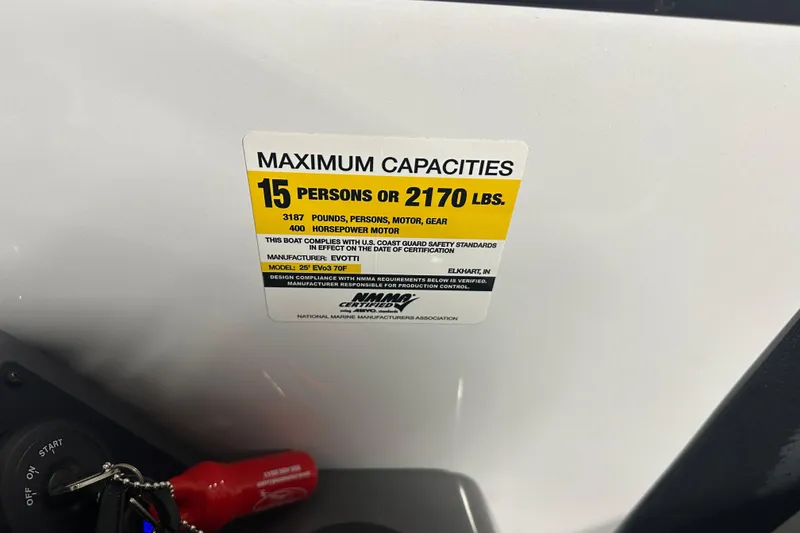 MAXIMUM CAPACITIES
15 PERSONS OR 2170 LBS.
3187 POUNDS, PERSONS, MOTOR, GEAR
400 HORSEPOWER MOTOR
THIS BOAT COMPLIES WITH U.S. COAST GUARD SAFETY STANDARDS
IN EFFECT ON THE DATE OF CERTIFICATION
MANUFACTURER: EVOTTI
MODEL: 25' EVo3 70F ELKHART, IN
DESIGN COMPLIANCE WITH NMMA REQUIREMENTS BELOW IS VERIFIED.
MANUFACTURER RESPONSIBLE FOR PRODUCTION CONTROL.
NMMA
CERTIFIED
using ABYC standards
NATIONAL MARINE MANUFACTURERS ASSOCIATION
OFF ON START